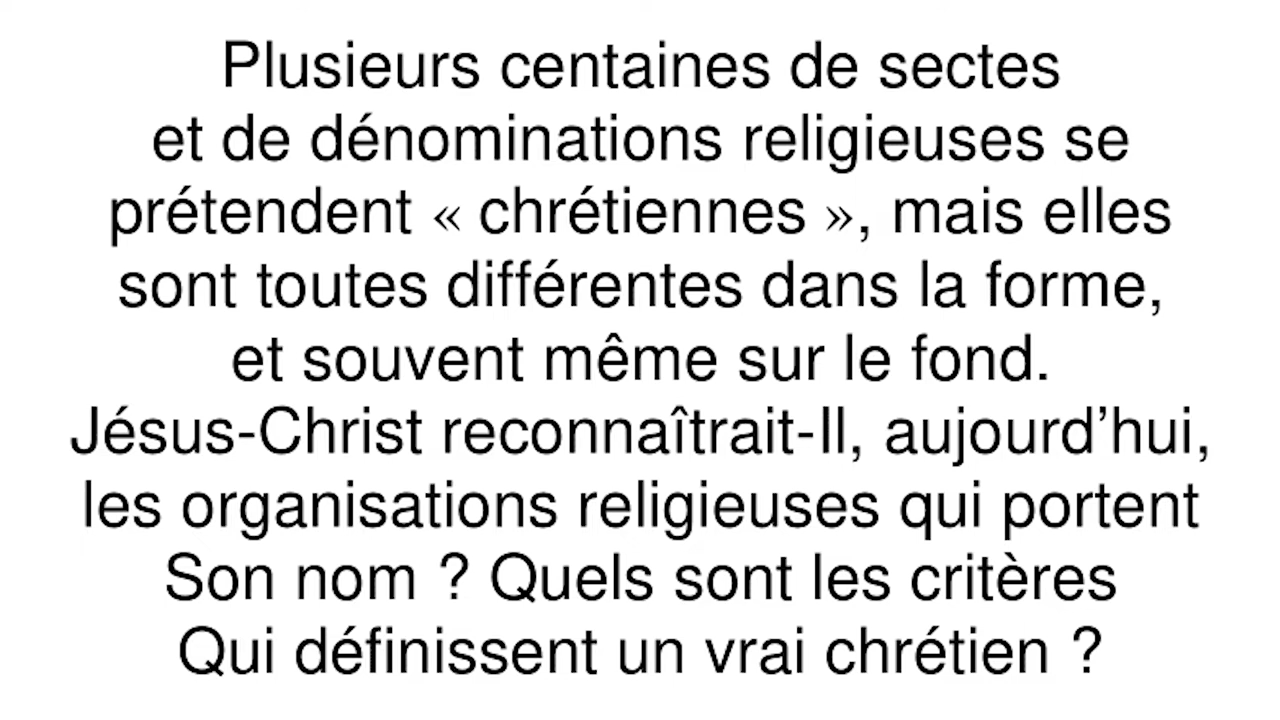 Plusieurs centaines de sectes
et de dénominations religieuses se
prétendent « chrétiennes », mais elles
sont toutes différentes dans la forme,
et souvent même sur le fond.
Jésus-Christ reconnaîtrait-Il, aujourd’hui,
les organisations religieuses qui portent
Son nom ? Quels sont les critères
Qui définissent un vrai chrétien ?